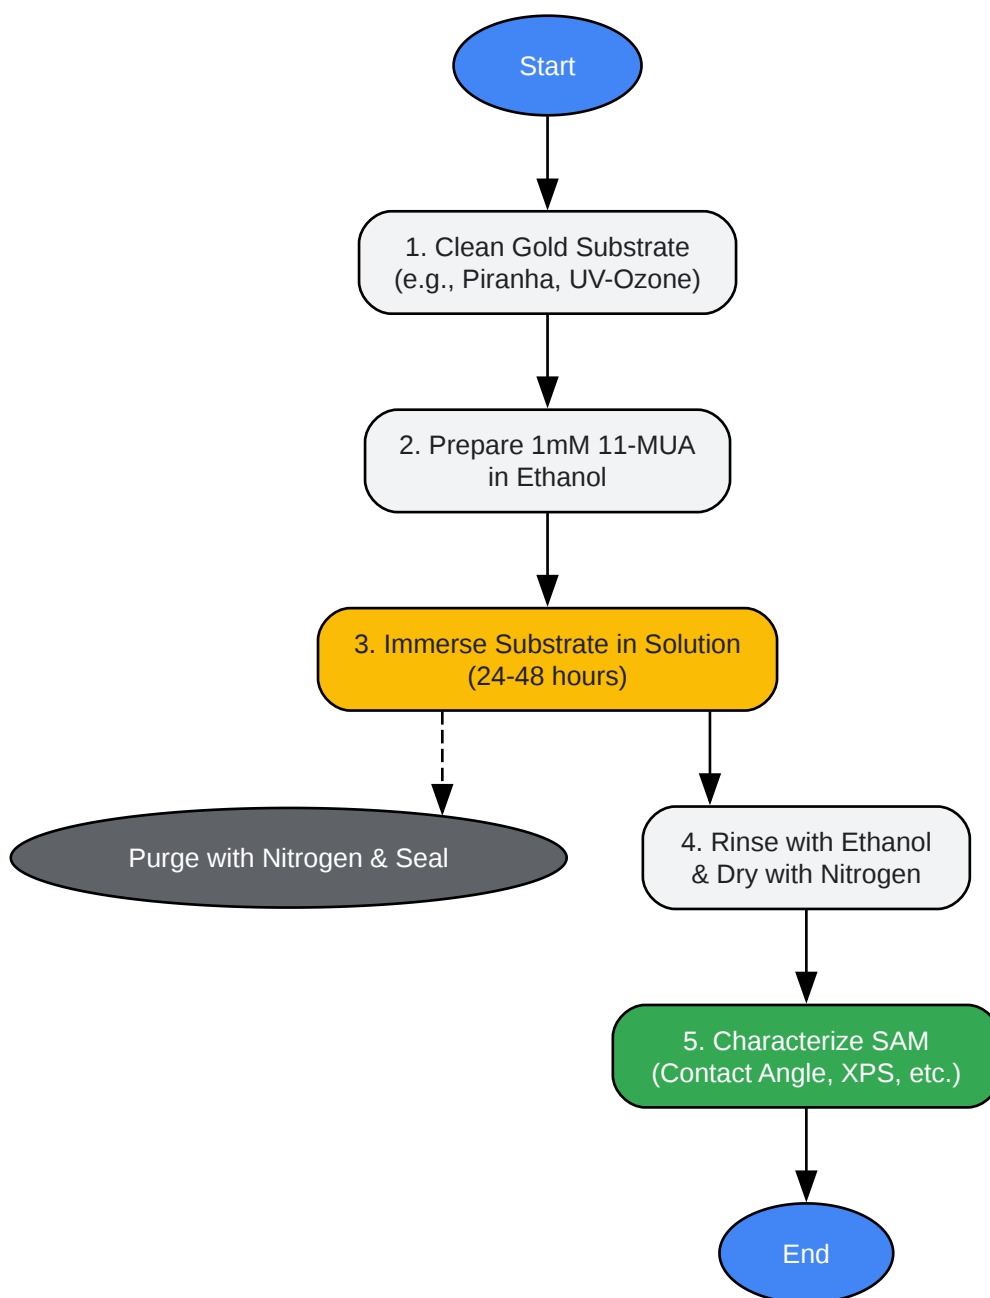 Start
1. Clean Gold Substrate
(e.g., Piranha, UV-Ozone)
2. Prepare 1mM 11-MUA
in Ethanol
3. Immerse Substrate in Solution
(24-48 hours)
Purge with Nitrogen & Seal
4. Rinse with Ethanol
& Dry with Nitrogen
5. Characterize SAM
(Contact Angle, XPS, etc.)
End